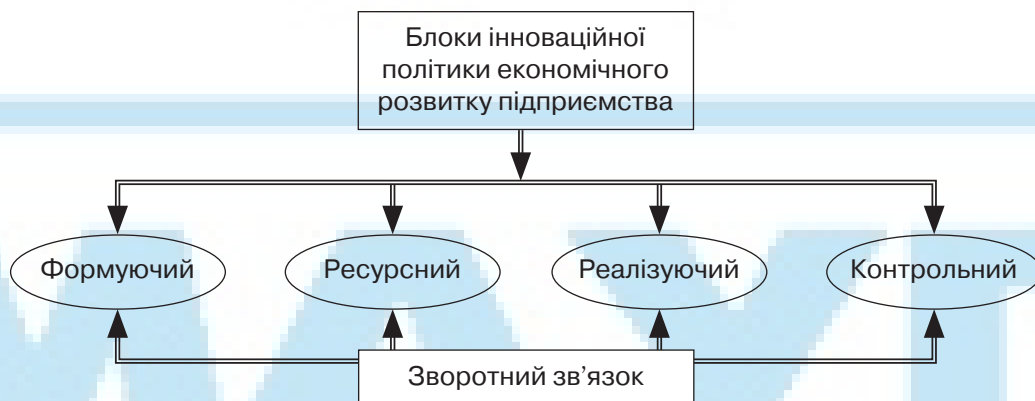 Блоки інноваційної
політики економічного
розвитку підприємства
Формуючий
Ресурсний
Реалізуючий
Контрольний
Зворотний зв'язок